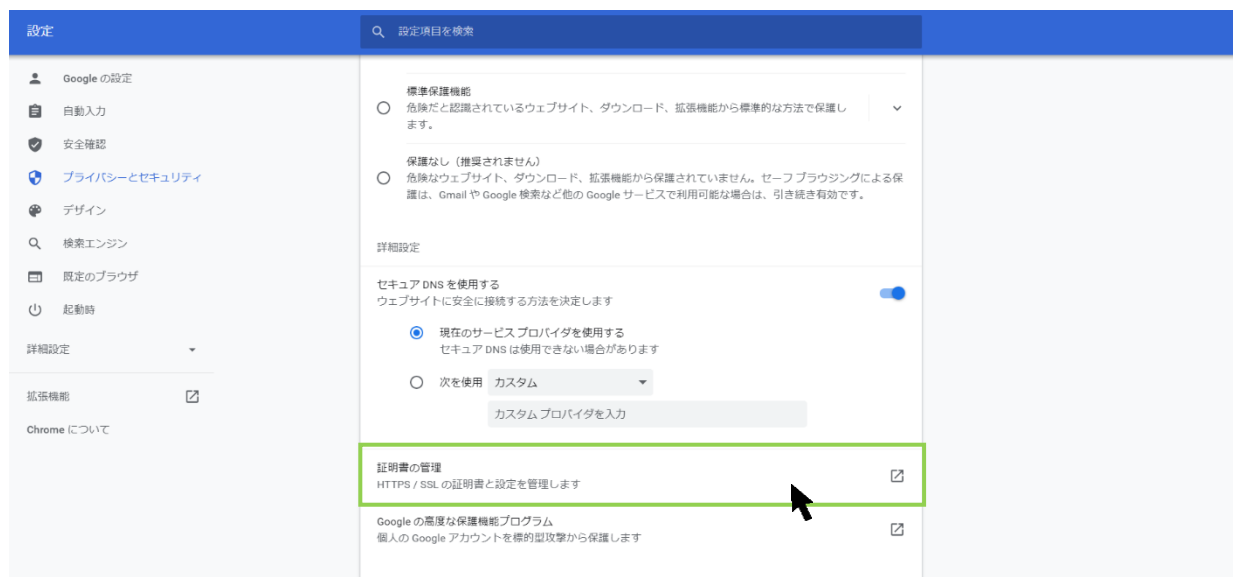 設定
設定項目を検索
Google の設定
自動入力
安全確認
プライバシーとセキュリティ
デザイン
検索エンジン
既定のブラウザ
起動時
詳細設定
拡張機能
Chrome について
標準保護機能
危険だと認識されているウェブサイト、ダウンロード、拡張機能から標準的な方法で保護し
ます。
保護なし（推奨されません）
危険なウェブサイト、ダウンロード、拡張機能から保護されていません。セーフ ブラウジングによる保
護は、Gmail や Google 検索など他の Google サービスで利用可能な場合は、引き続き有効です。
詳細設定
セキュア DNS を使用する
ウェブサイトに安全に接続する方法を決定します
現在のサービス プロバイダを使用する
セキュア DNS は使用できない場合があります
次を使用 カスタム
カスタム プロバイダを入力
証明書の管理
HTTPS / SSL の証明書と設定を管理します
Google の高度な保護機能プログラム
個人の Google アカウントを標的型攻撃から保護します